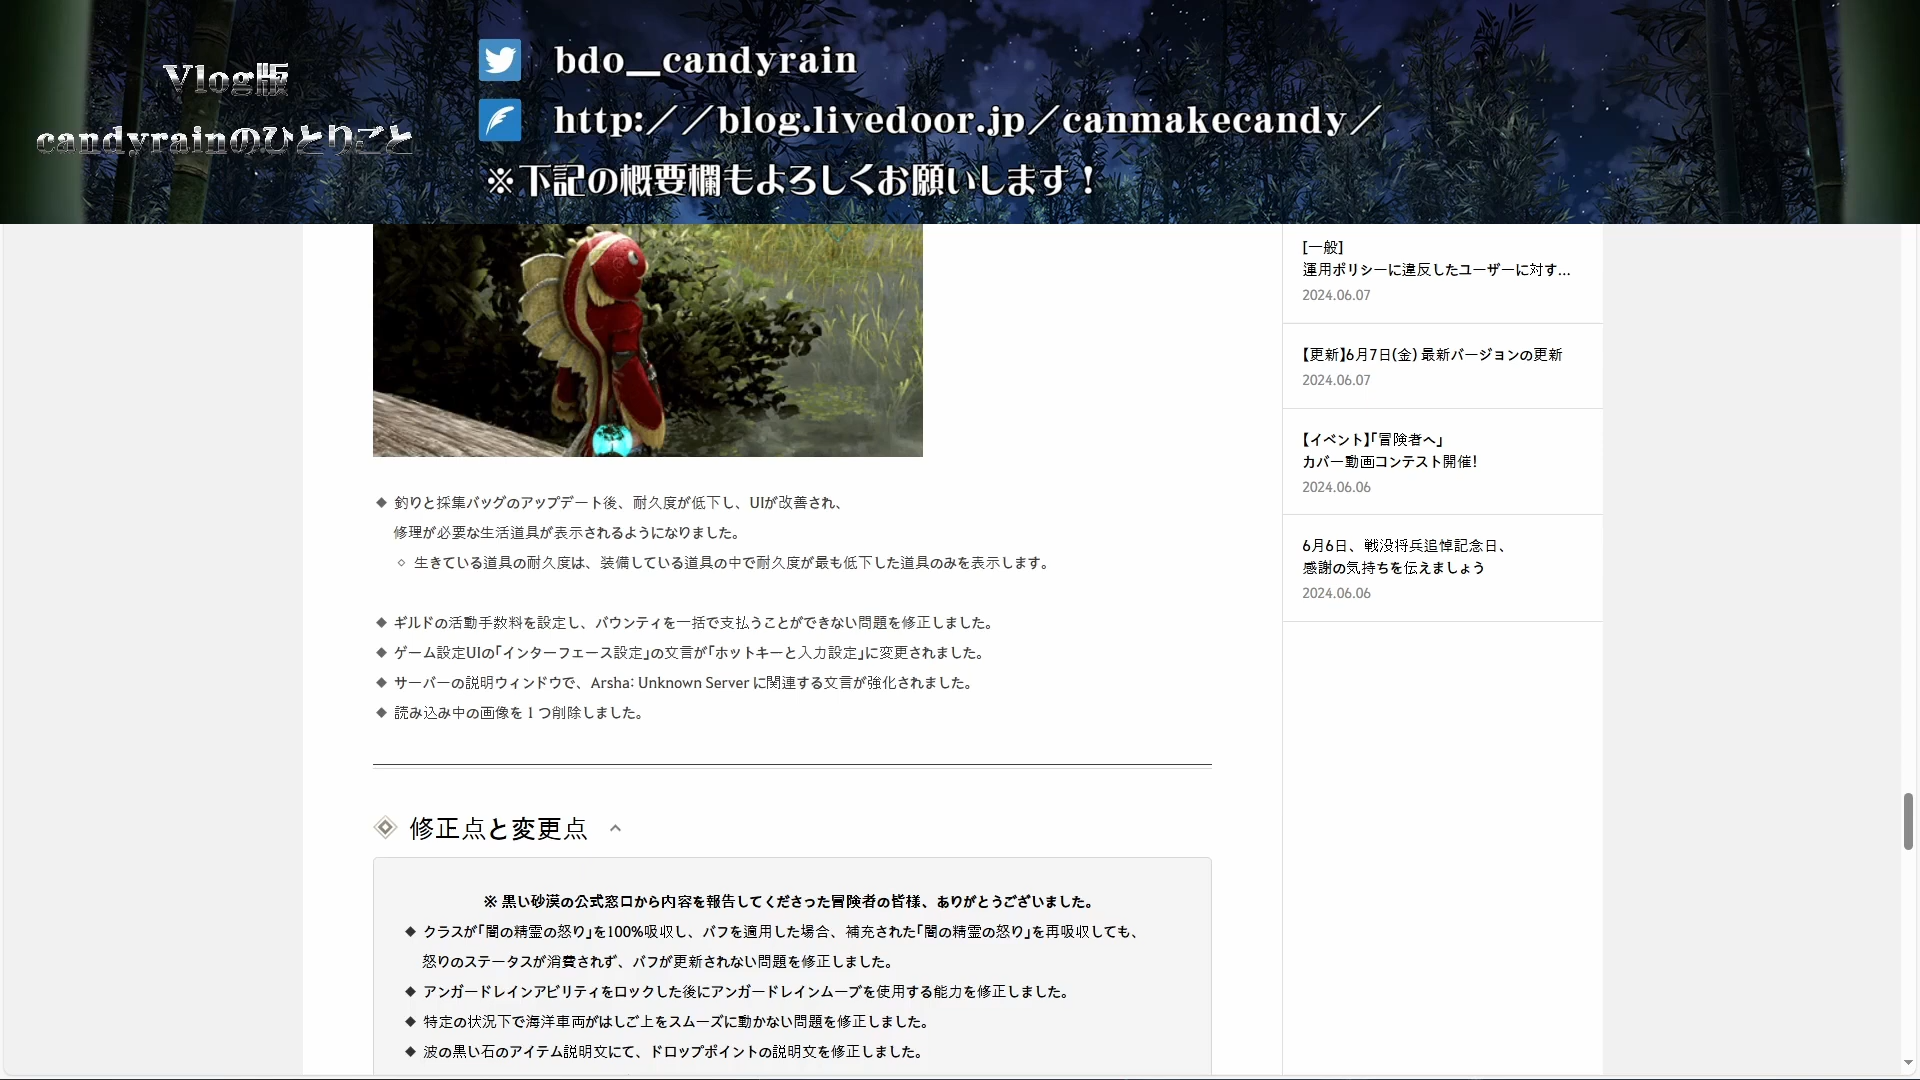 Vlog版
candyrainのひとりごと
bdo__candyrain
http://blog.livedoor.jp/canmakecandy/
※下記の概要欄もよろしくお願いします！
◆ 釣りと採集バッグのアップデート後、耐久度が低下し、UIが改善され、
修理が必要な生活道具が表示されるようになりました。
◇ 生きている道具の耐久度は、装備している道具の中で耐久度が最も低下した道具のみを表示します。
◆ ギルドの活動手数料を設定し、バウンティを一括で支払うことができない問題を修正しました。
◆ ゲーム設定UIの「インターフェース設定」の文言が「ホットキーと入力設定」に変更されました。
◆ サーバーの説明ウィンドウで、Arsha: Unknown Server に関連する文言が強化されました。
◆ 読み込み中の画像を 1 つ削除しました。
修正点と変更点
※ 黒い砂漠の公式窓口から内容を報告してくださった冒険者の皆様、ありがとうございました。
◆ クラスが「闇の精霊の怒り」を100%吸収し、バフを適用した場合、補充された「闇の精霊の怒り」を再吸収しても、
怒りのステータスが消費されず、バフが更新されない問題を修正しました。
◆ アンガードレインアビリティをロックした後にアンガードレインムーブを使用する能力を修正しました。
◆ 特定の状況下で海洋車両がはしご上をスムーズに動かない問題を修正しました。
◆ 波の黒い石のアイテム説明文にて、ドロップポイントの説明文を修正しました。
[一般]
運用ポリシーに違反したユーザーに対す...
2024.06.07
【更新】6月7日(金) 最新バージョンの更新
2024.06.07
【イベント】「冒険者へ」
カバー動画コンテスト開催!
2024.06.06
6月6日、戦没将兵追悼記念日、
感謝の気持ちを伝えましょう
2024.06.06